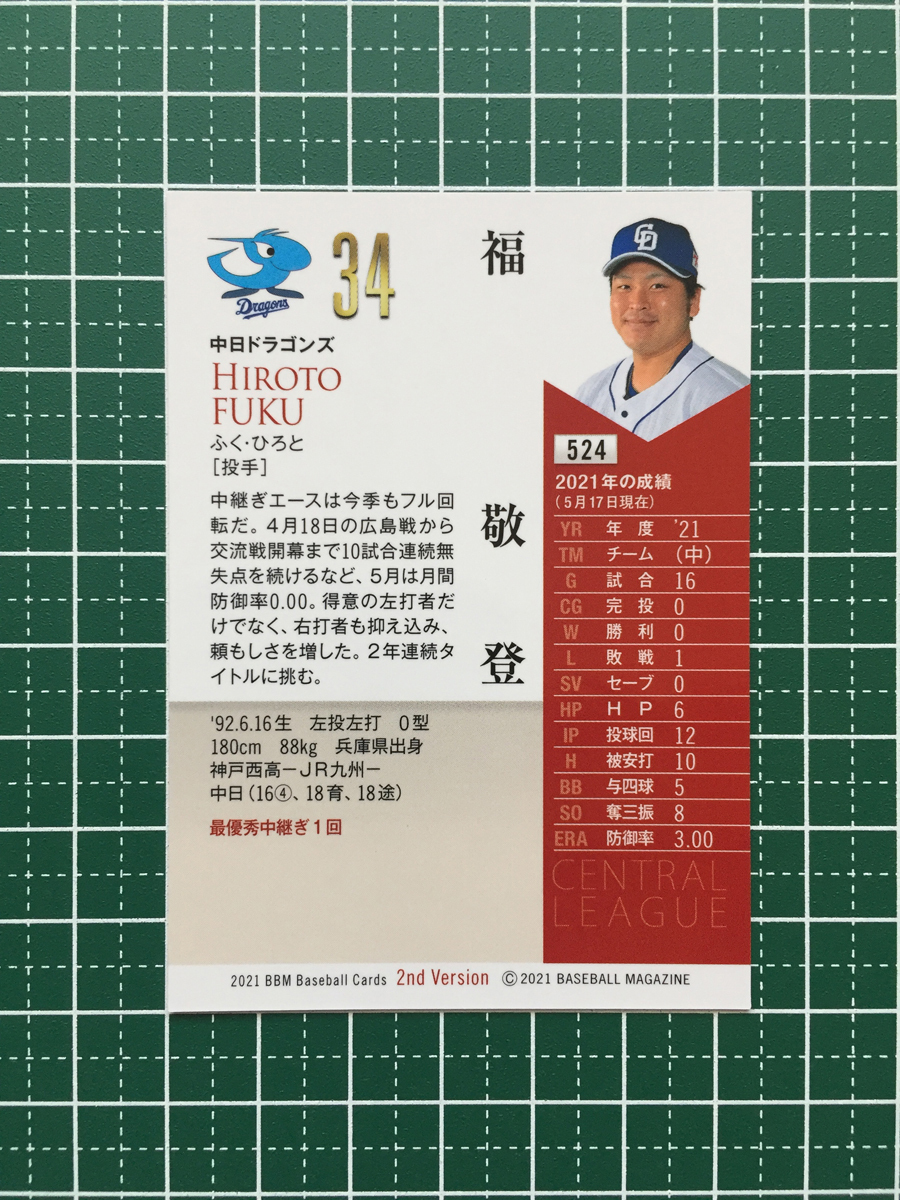 Dragons
34
中日ドラゴンズ
HIROTO
FUKU
ふく・ひろと
[投手]
福敬登
中継ぎエースは今季もフル回
転だ。4月18日の広島戦から
交流戦開幕まで10試合連続無
失点を続けるなど、5月は月間
防御率0.00。得意の左打者だ
けでなく、右打者も抑え込み、
頼もしさを増した。2年連続タ
イトルに挑む。
'92.6.16生 左投左打 O型
180cm 88kg 兵庫県出身
神戸西高－JR九州－
中日(16④、18育、18途)
最優秀中継ぎ1回
CD
524
2021年の成績
(5月17日現在)
YR 年度 '21
TM チーム (中)
G 試合 16
CG 完投 0
W 勝利 0
L 敗戦 1
SV セーブ 0
HP HP 6
IP 投球回 12
H 被安打 10
BB 与四球 5
SO 奪三振 8
ERA 防御率 3.00
CENTRAL
LEAGUE
2021 BBM Baseball Cards 2nd Version ©2021 BASEBALL MAGAZINE